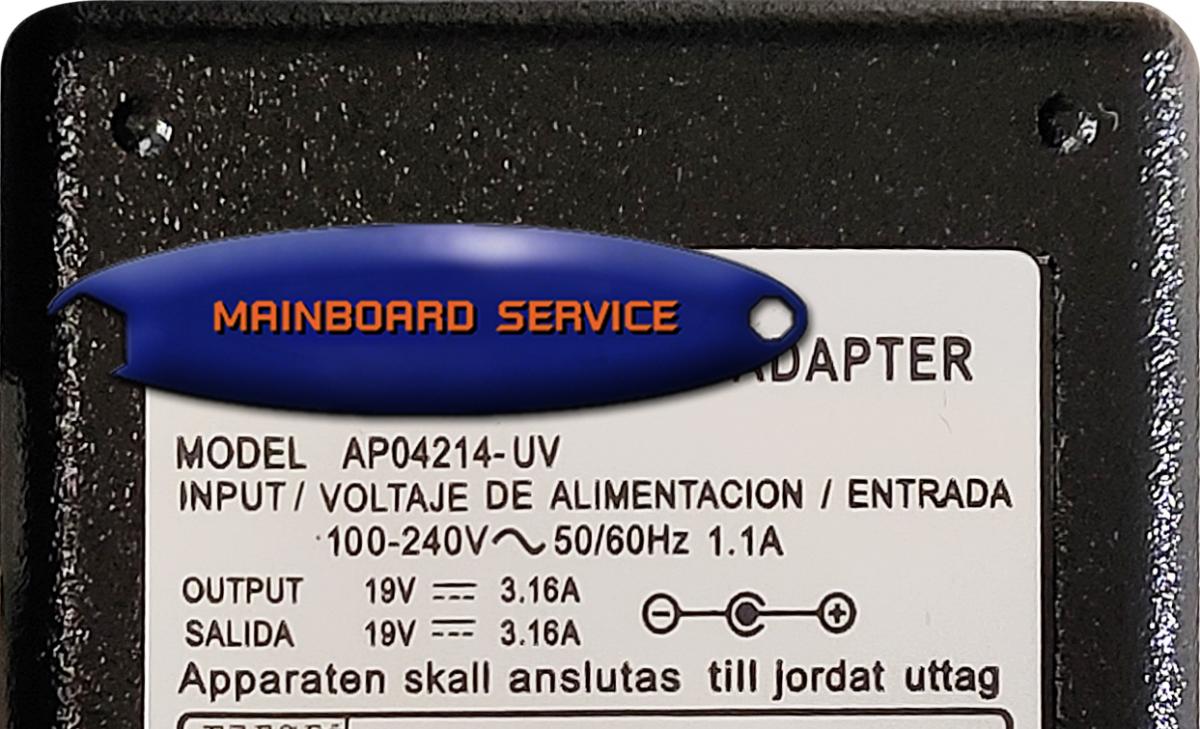 MAINBOARD SERVICE
ADAPTER
MODEL AP04214-UV
INPUT / VOLTAJE DE ALIMENTACION / ENTRADA
100-240V~50/60Hz 1.1A
OUTPUT 19V ⎓ 3.16A
SALIDA 19V ⎓ 3.16A
Apparaten skall anslutas till jordat uttag